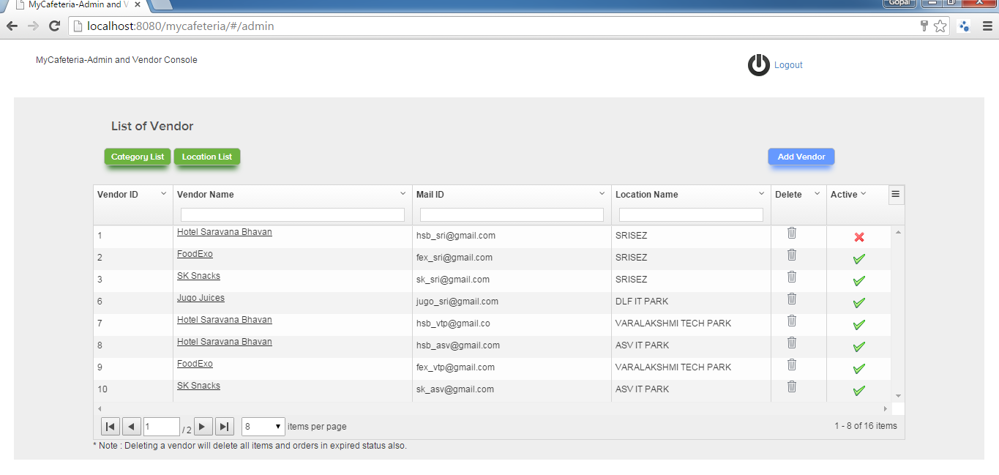 MyCafeteria-Admin and V
Gopal
localhost:8080/mycafeteria/#/admin
MyCafeteria-Admin and Vendor Console
Logout
List of Vendor
Category List Location List Add Vendor
Vendor ID Vendor Name Mail ID Location Name Delete Active
1 Hotel Saravana Bhavan hsb_sri@gmail.com SRISEZ
2 FoodExo fex_sri@gmail.com SRISEZ
3 SK Snacks sk_sri@gmail.com SRISEZ
6 Jugo Juices jugo_sri@gmail.com DLF IT PARK
7 Hotel Saravana Bhavan hsb_vtp@gmail.co VARALAKSHMI TECH PARK
8 Hotel Saravana Bhavan hsb_asv@gmail.com ASV IT PARK
9 FoodExo fex_vtp@gmail.com VARALAKSHMI TECH PARK
10 SK Snacks sk_asv@gmail.com ASV IT PARK
1 / 2 8 items per page 1 - 8 of 16 items
* Note : Deleting a vendor will delete all items and orders in expired status also.